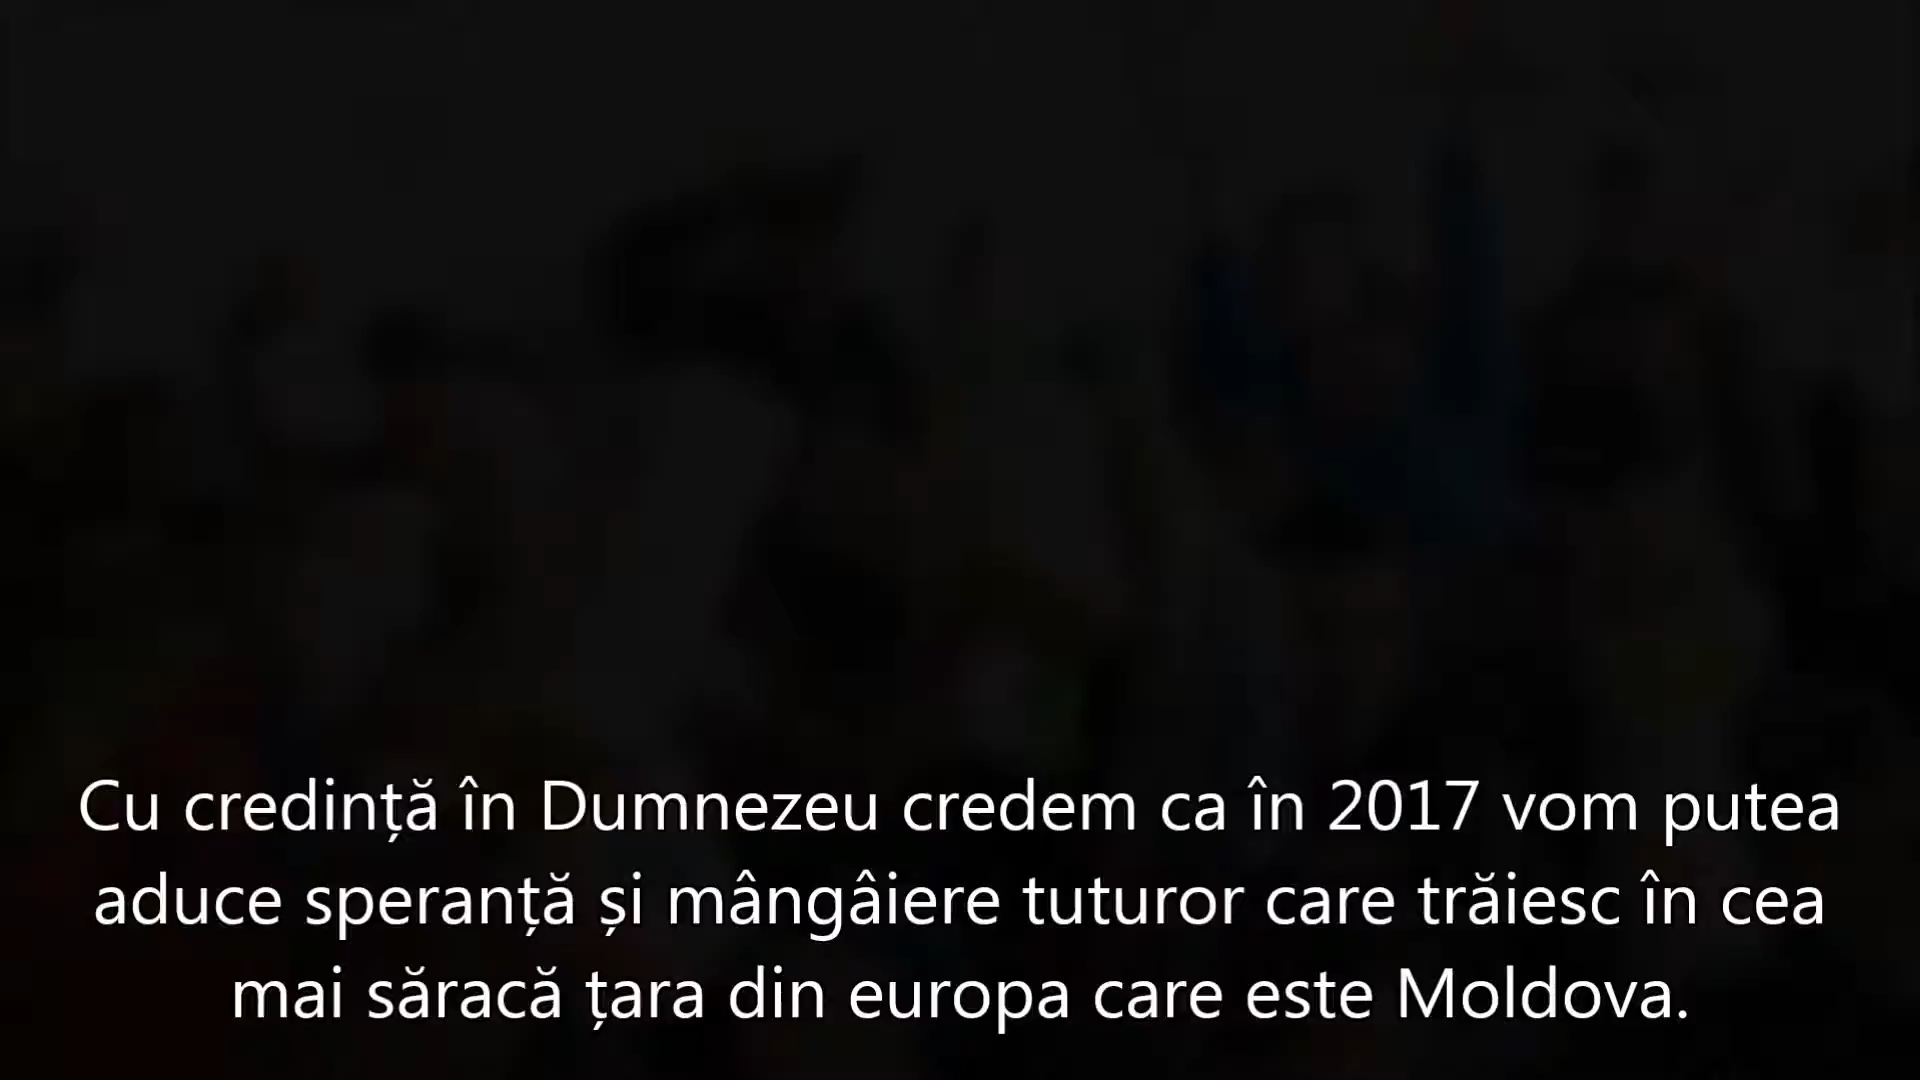 Cu credință în Dumnezeu credem ca în 2017 vom putea
aduce speranță și mângâiere tuturor care trăiesc în cea
mai săracă țara din europa care este Moldova.